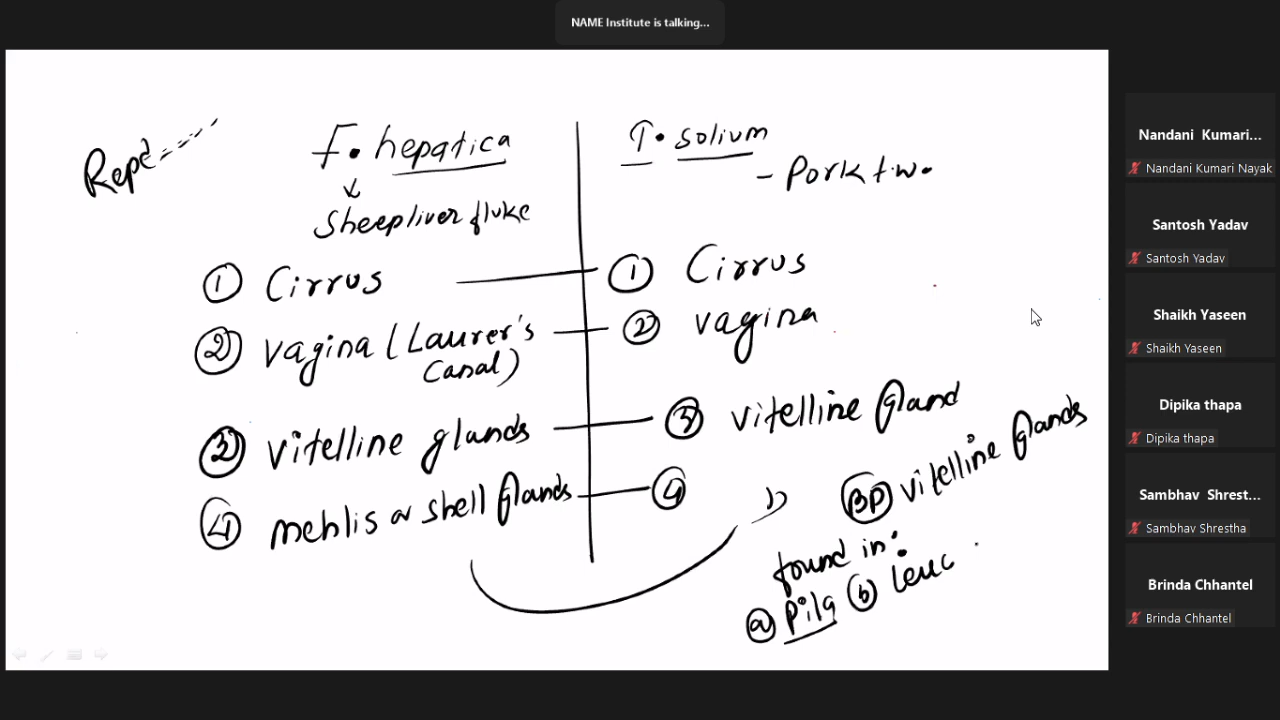 NAME Institute is talking...
Repd
F. hepatica
Sheepliver fluke
① Cirrus
② vagina (Laurer's
Canal)
③ vitelline glands
④ mehlis or shell glands
T. solium
- Pork t.w.
① Cirrus
② vagina
③ vitelline gland
④
BP vitelline glands
found in:
ⓐ Pila ⓑ Leuc
Nandani Kumari...
Nandani Kumari Nayak
Santosh Yadav
Santosh Yadav
Shaikh Yaseen
Shaikh Yaseen
Dipika thapa
Dipika thapa
Sambhav Shrest...
Sambhav Shrestha
Brinda Chhantel
Brinda Chhantel